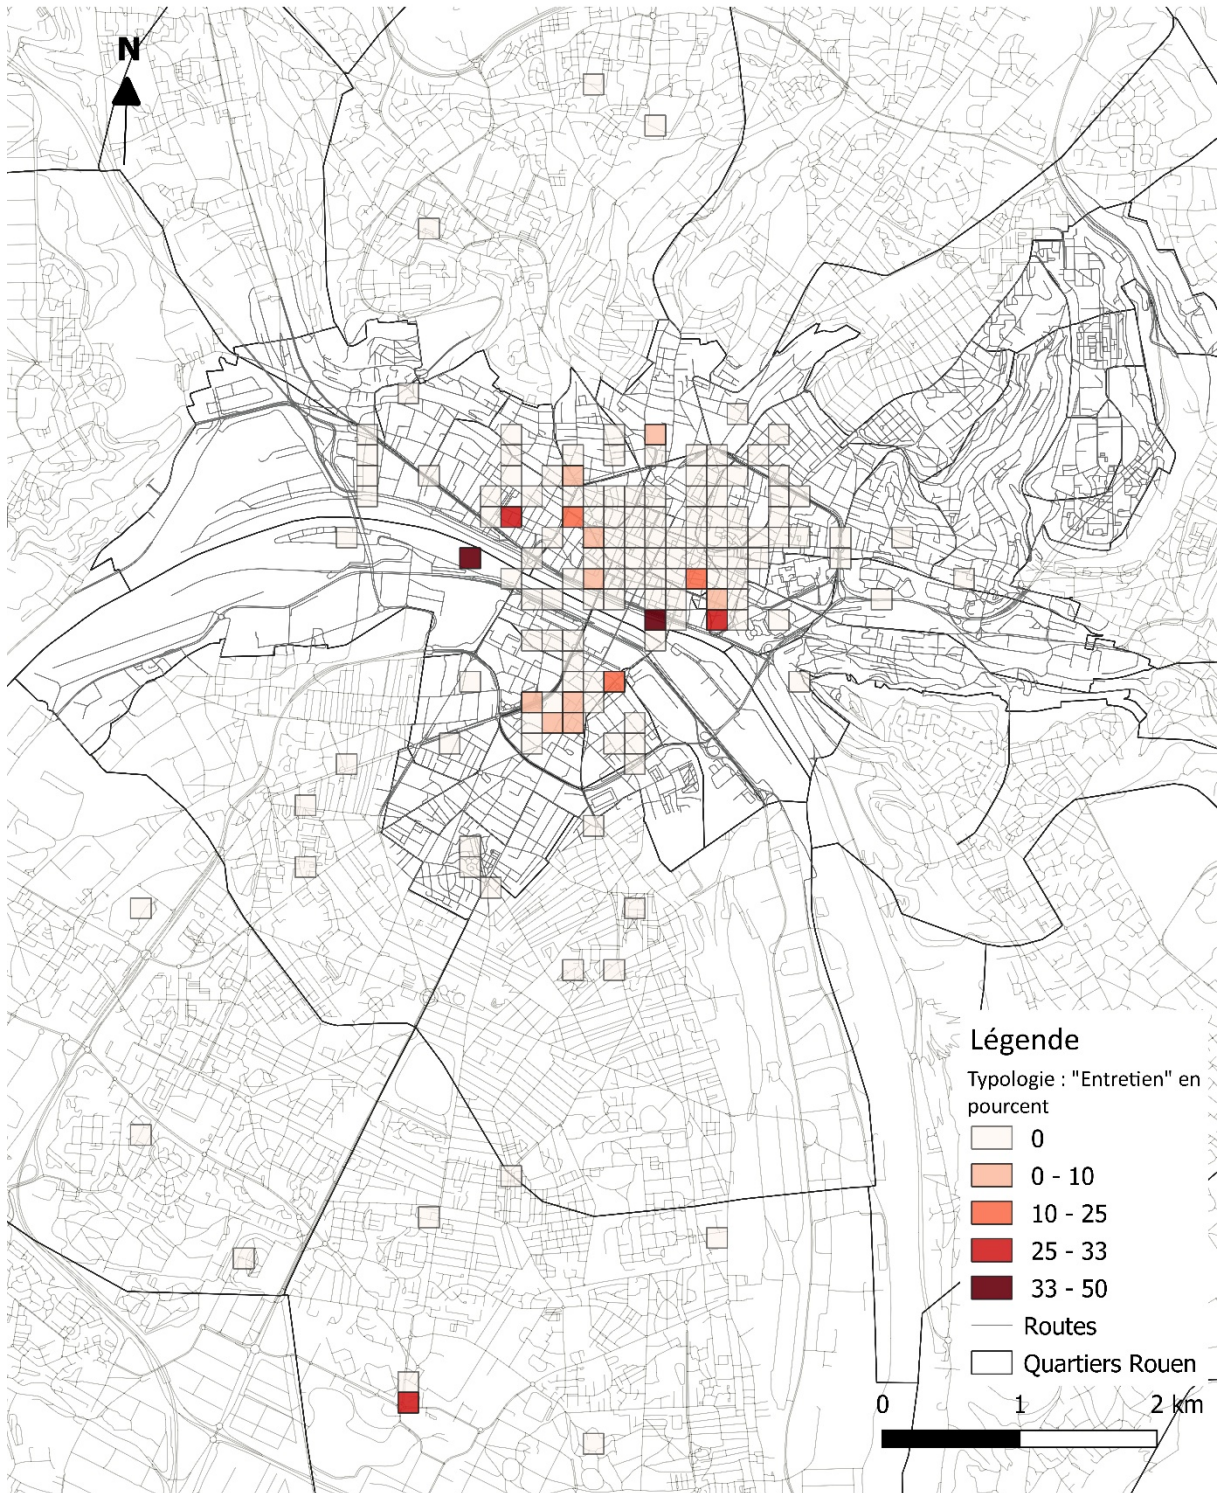 N
Légende
Typologie : "Entretien" en
pourcent
0
0 - 10
10 - 25
25 - 33
33 - 50
Routes
Quartiers Rouen
0 1 2 km